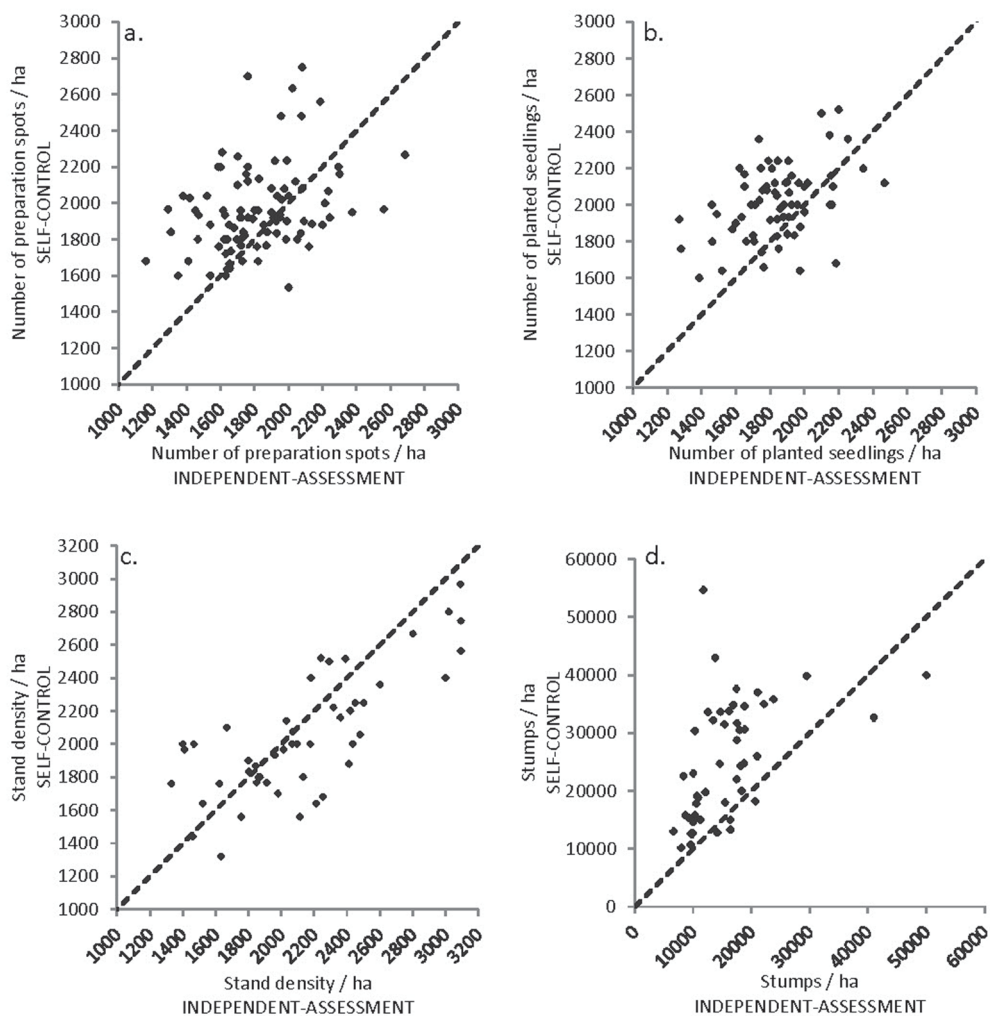 a.
Number of preparation spots / ha
SELF-CONTROL
3000
2800
2600
2400
2200
2000
1800
1600
1400
1200
1000
1000 1200 1400 1600 1800 2000 2200 2400 2600 2800 3000
Number of preparation spots / ha
INDEPENDENT-ASSESSMENT
b.
Number of planted seedlings / ha
SELF-CONTROL
3000
2800
2600
2400
2200
2000
1800
1600
1400
1200
1000
1000 1200 1400 1600 1800 2000 2200 2400 2600 2800 3000
Number of planted seedlings / ha
INDEPENDENT-ASSESSMENT
c.
Stand density / ha
SELF-CONTROL
3200
3000
2800
2600
2400
2200
2000
1800
1600
1400
1200
1000
1000 1200 1400 1600 1800 2000 2200 2400 2600 2800 3000 3200
Stand density / ha
INDEPENDENT-ASSESSMENT
d.
Stumps / ha
SELF-CONTROL
60000
50000
40000
30000
20000
10000
0
0 10000 20000 30000 40000 50000 60000
Stumps / ha
INDEPENDENT-ASSESSMENT